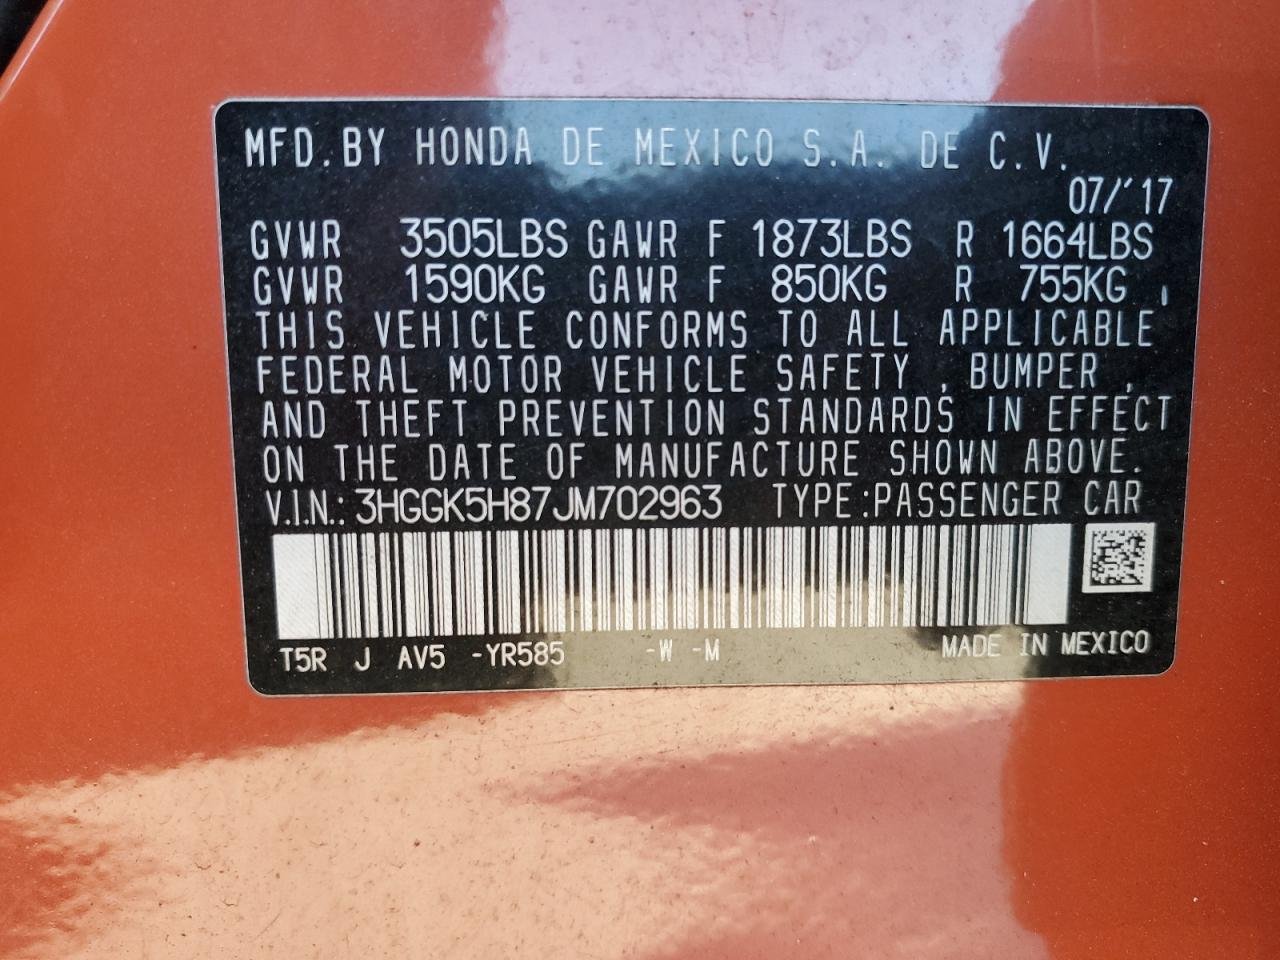 MFD. BY HONDA DE MEXICO S.A. DE C.V.
07/'17
GVWR 3505LBS GAWR F 1873LBS R 1664LBS
GVWR 1590KG GAWR F 850KG R 755KG ,
THIS VEHICLE CONFORMS TO ALL APPLICABLE
FEDERAL MOTOR VEHICLE SAFETY , BUMPER ,
AND THEFT PREVENTION STANDARDS IN EFFECT
ON THE DATE OF MANUFACTURE SHOWN ABOVE.
V.I.N.: 3HGGK5H87JM702963 TYPE:PASSENGER CAR
T5R J AV5 -YR585 -W -M MADE IN MEXICO